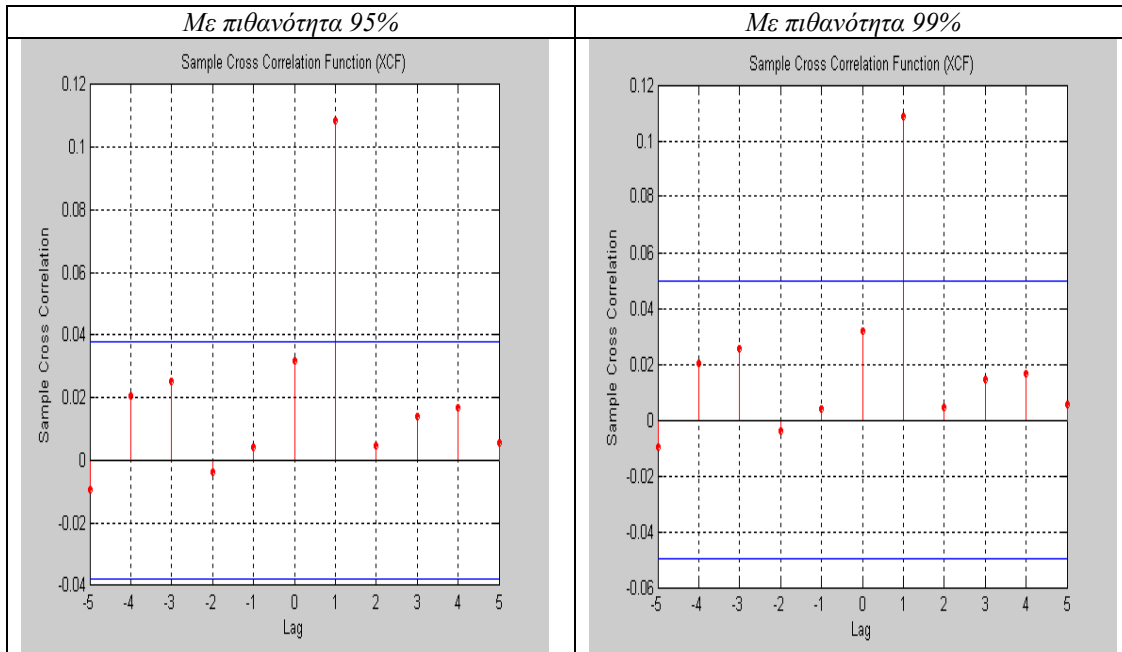 Με πιθανότητα 95%
Με πιθανότητα 99%
Sample Cross Correlation Function (XCF)
0.12
0.1
0.08
0.06
0.04
0.02
0
-0.02
-0.04
Sample Cross Correlation
-5 -4 -3 -2 -1 0 1 2 3 4 5
Lag
Sample Cross Correlation Function (XCF)
0.12
0.1
0.08
0.06
0.04
0.02
0
-0.02
-0.04
-0.06
Sample Cross Correlation
-5 -4 -3 -2 -1 0 1 2 3 4 5
Lag